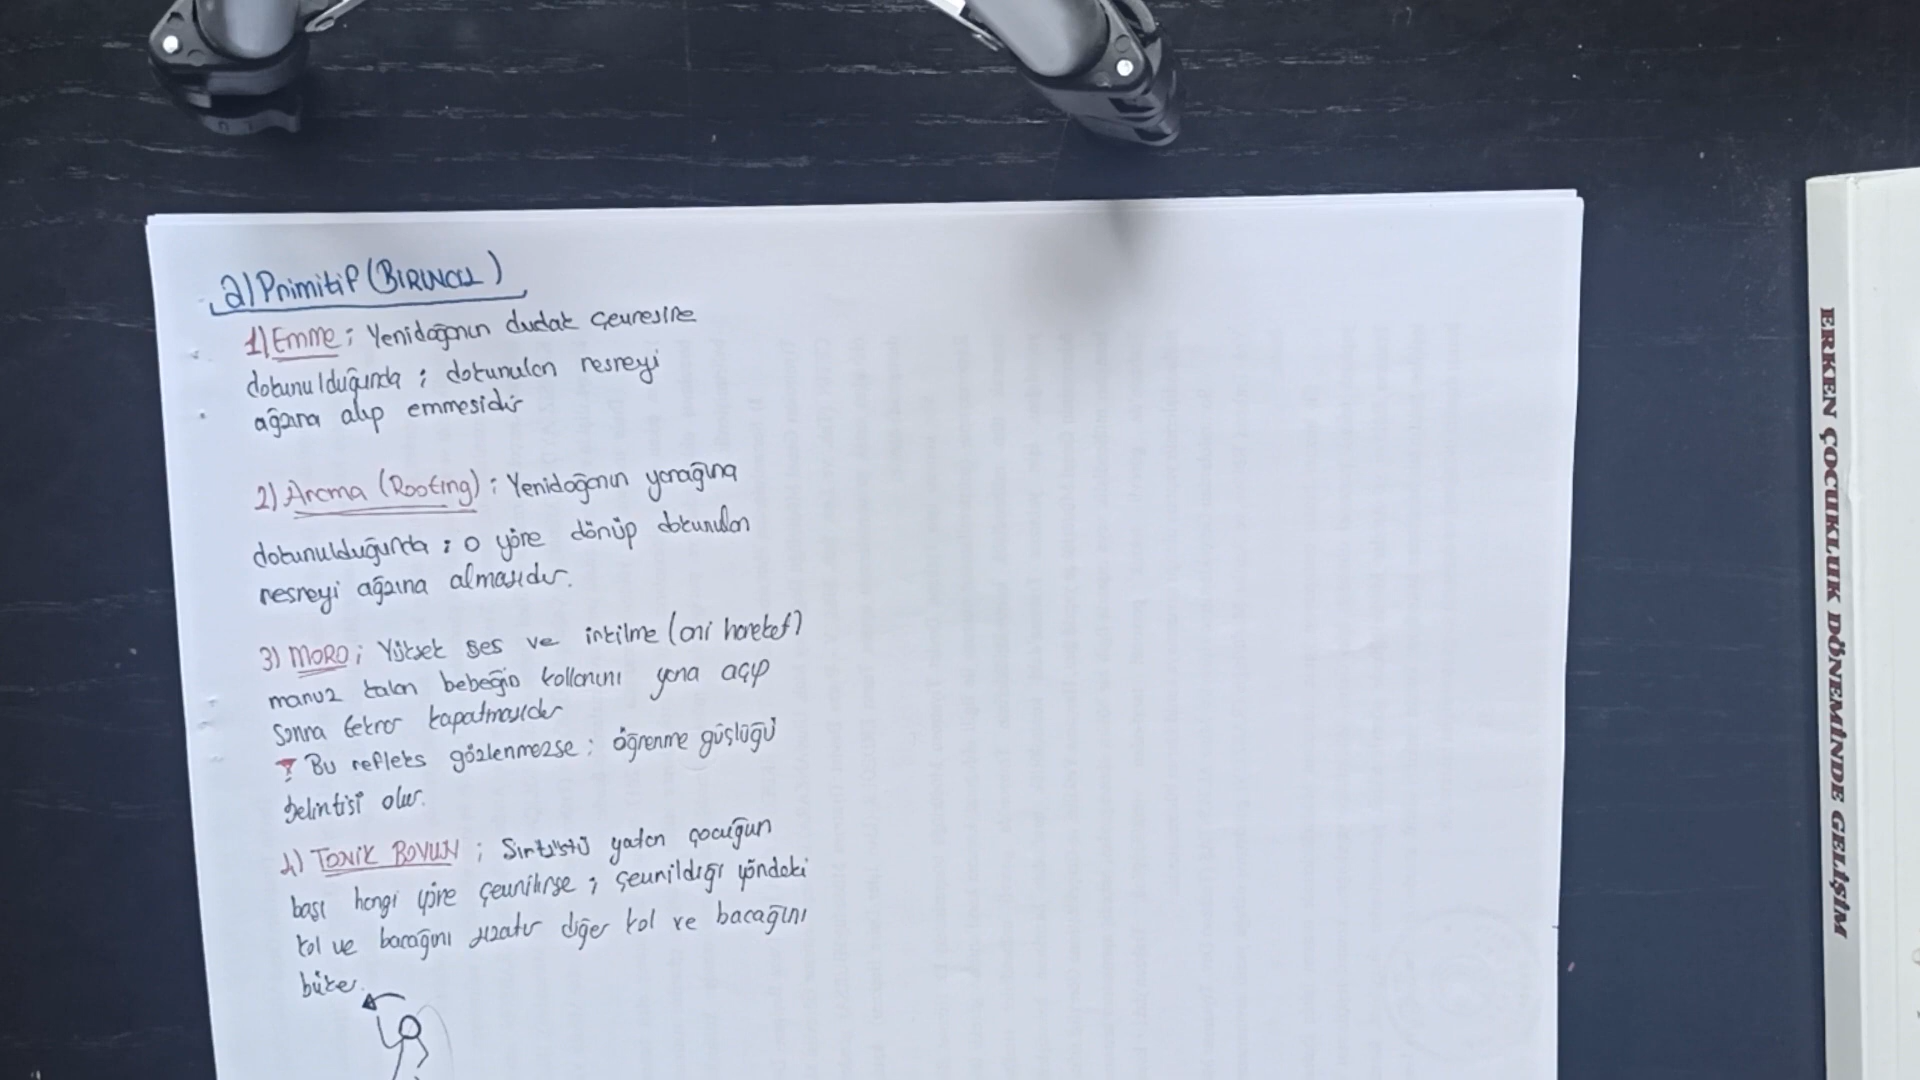 a) Primitif (BİRİNCİL)
1) Emme ; Yenidoğanın dudak çevresine
dokunulduğunda ; dokunulan nesneyi
ağzına alıp emmesidir
2) Arama (Rooting) ; Yenidoğanın yanağına
dokunulduğunda ; o yöne dönüp dokunulan
nesneyi ağzına almasıdır.
3) MORO ; Yüksek ses ve irkilme (ani hareket)
maruz kalan bebeğin kollarını yana açıp
sonra tekrar kapatmasıdır
! Bu refleks gözlenmezse ; öğrenme güçlüğü
belirtisi olur.
4) TONİK BOYUN ; Sırtüstü yatan çocuğun
başı hangi yöne çevrilirse ; çevrildiği yöndeki
kol ve bacağını uzatır diğer kol ve bacağını
büker.
ERKEN ÇOCUKLUK DÖNEMİNDE GELİŞİM